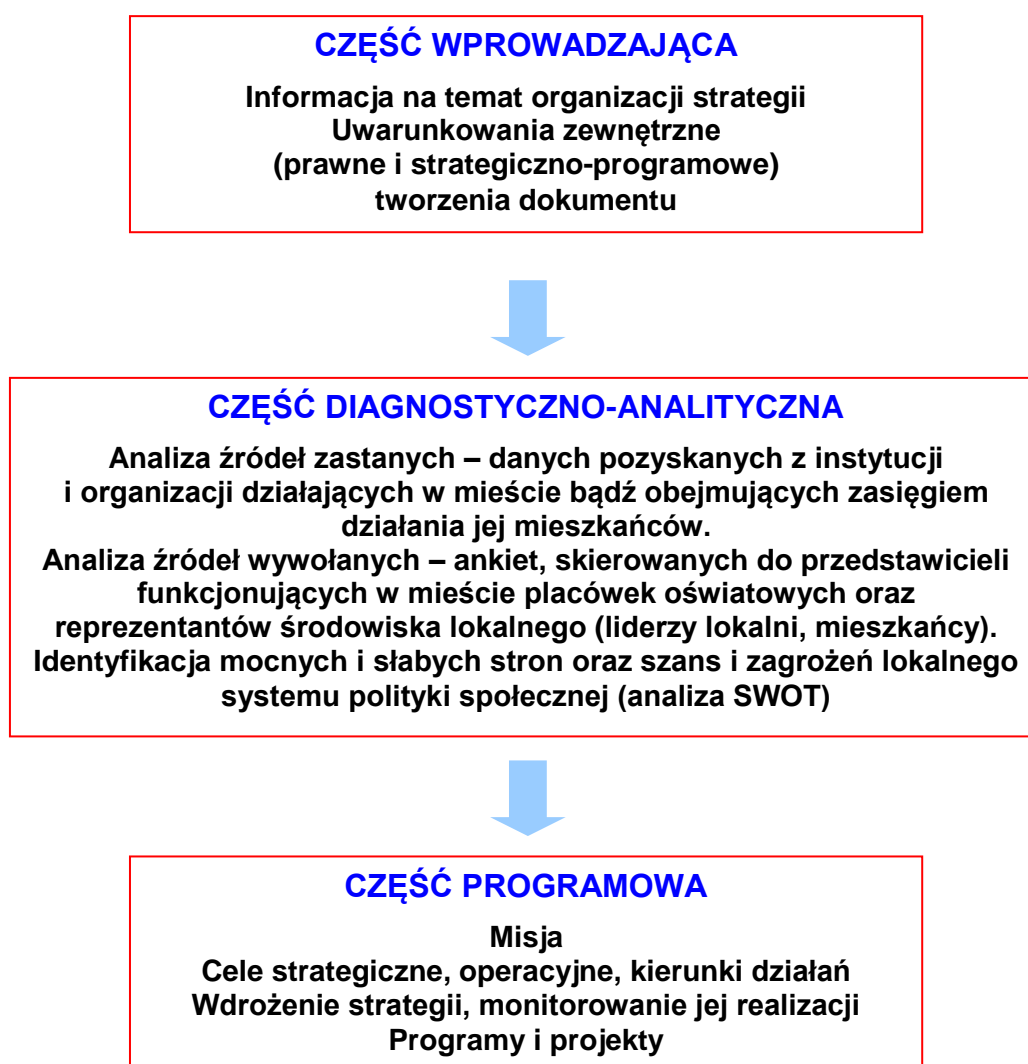 CZĘŚĆ WPROWADZAJĄCA
Informacja na temat organizacji strategii
Uwarunkowania zewnętrzne
(prawne i strategiczno-programowe)
tworzenia dokumentu
CZĘŚĆ DIAGNOSTYCZNO-ANALITYCZNA
Analiza źródeł zastanych – danych pozyskanych z instytucji
i organizacji działających w mieście bądź obejmujących zasięgiem
działania jej mieszkańców.
Analiza źródeł wywołanych – ankiet, skierowanych do przedstawicieli
funkcjonujących w mieście placówek oświatowych oraz
reprezentantów środowiska lokalnego (liderzy lokalni, mieszkańcy).
Identyfikacja mocnych i słabych stron oraz szans i zagrożeń lokalnego
systemu polityki społecznej (analiza SWOT)
CZĘŚĆ PROGRAMOWA
Misja
Cele strategiczne, operacyjne, kierunki działań
Wdrożenie strategii, monitorowanie jej realizacji
Programy i projekty